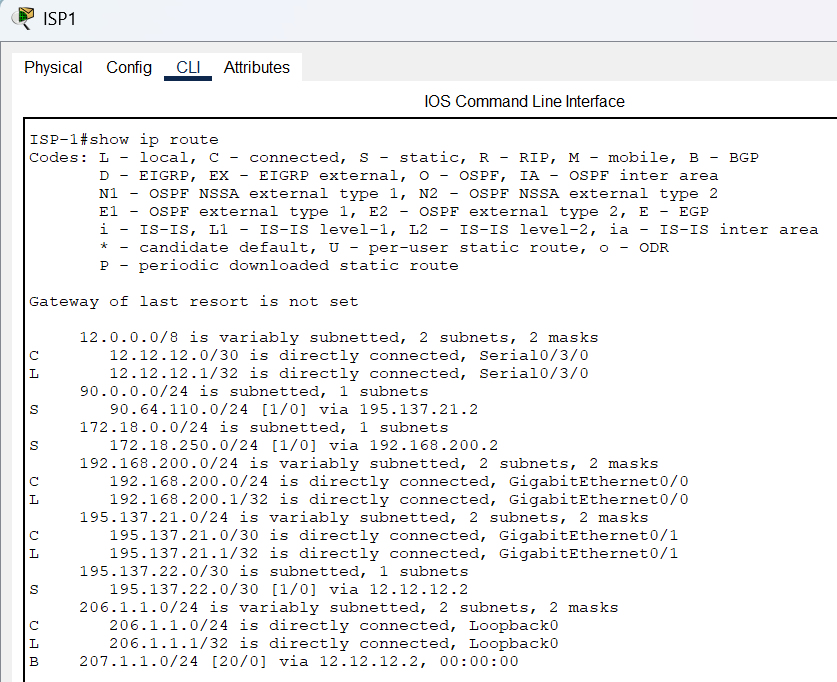 ISP1
Physical Config CLI Attributes
IOS Command Line Interface
ISP-1#show ip route
Codes: L - local, C - connected, S - static, R - RIP, M - mobile, B - BGP
D - EIGRP, EX - EIGRP external, O - OSPF, IA - OSPF inter area
N1 - OSPF NSSA external type 1, N2 - OSPF NSSA external type 2
E1 - OSPF external type 1, E2 - OSPF external type 2, E - EGP
i - IS-IS, L1 - IS-IS level-1, L2 - IS-IS level-2, ia - IS-IS inter area
* - candidate default, U - per-user static route, o - ODR
P - periodic downloaded static route
Gateway of last resort is not set
12.0.0.0/8 is variably subnetted, 2 subnets, 2 masks
C 12.12.12.0/30 is directly connected, Serial0/3/0
L 12.12.12.1/32 is directly connected, Serial0/3/0
90.0.0.0/24 is subnetted, 1 subnets
S 90.64.110.0/24 [1/0] via 195.137.21.2
172.18.0.0/24 is subnetted, 1 subnets
S 172.18.250.0/24 [1/0] via 192.168.200.2
192.168.200.0/24 is variably subnetted, 2 subnets, 2 masks
C 192.168.200.0/24 is directly connected, GigabitEthernet0/0
L 192.168.200.1/32 is directly connected, GigabitEthernet0/0
195.137.21.0/24 is variably subnetted, 2 subnets, 2 masks
C 195.137.21.0/30 is directly connected, GigabitEthernet0/1
L 195.137.21.1/32 is directly connected, GigabitEthernet0/1
195.137.22.0/30 is subnetted, 1 subnets
S 195.137.22.0/30 [1/0] via 12.12.12.2
206.1.1.0/24 is variably subnetted, 2 subnets, 2 masks
C 206.1.1.0/24 is directly connected, Loopback0
L 206.1.1.1/32 is directly connected, Loopback0
B 207.1.1.0/24 [20/0] via 12.12.12.2, 00:00:00